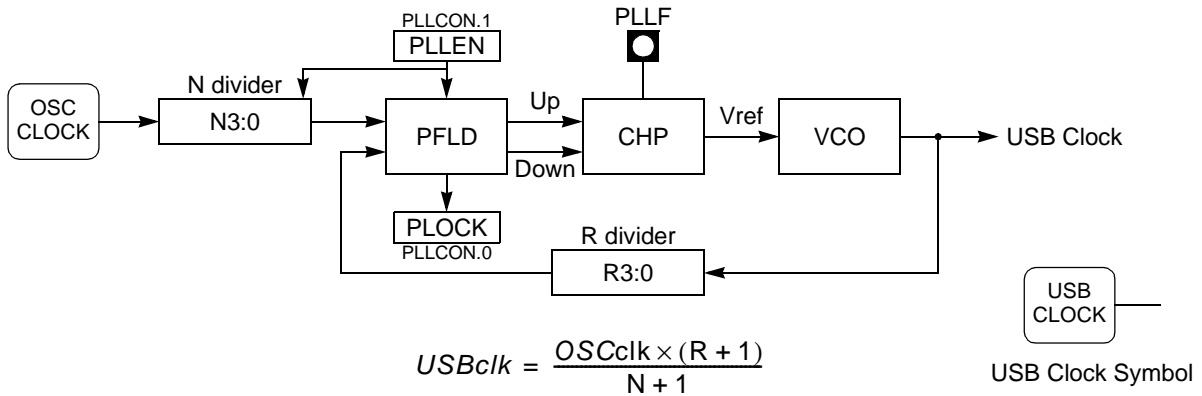 PLLCON.1
PLLEN
PLLF
N divider
OSC
CLOCK
N3:0
PFLD
Up
Down
CHP
Vref
VCO
USB Clock
PLOCK
PLLCON.0
R divider
R3:0
USB
CLOCK
USB Clock Symbol
USBclk = OSCclk × (R + 1)
N + 1